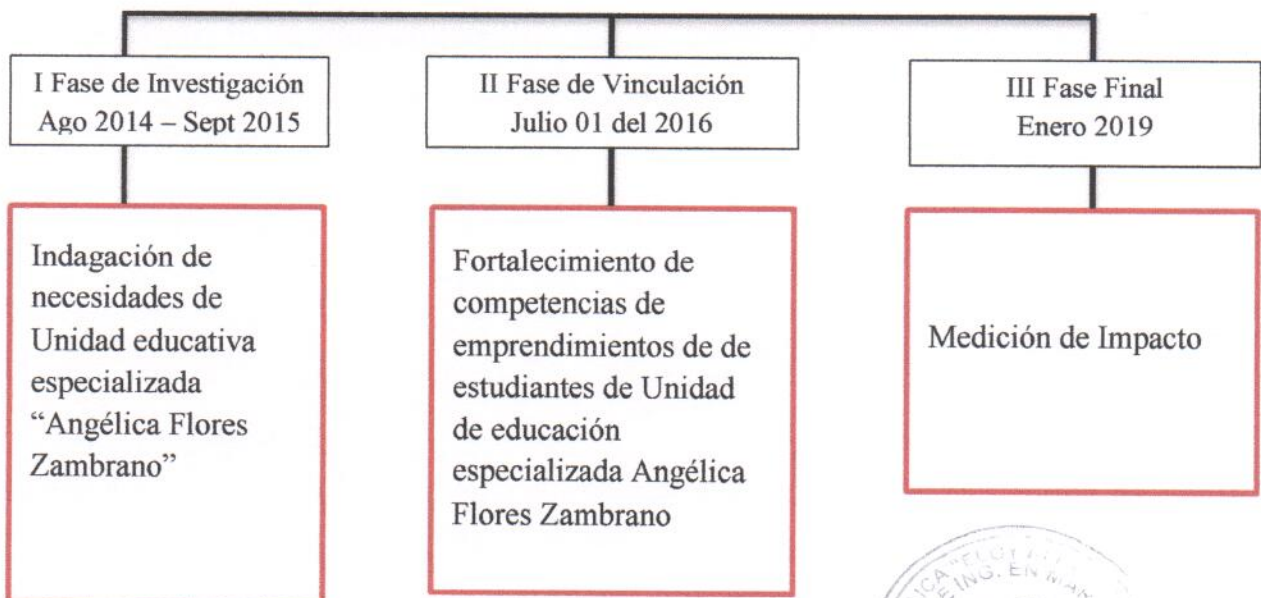 I Fase de Investigación
Ago 2014 – Sept 2015
II Fase de Vinculación
Julio 01 del 2016
III Fase Final
Enero 2019
Indagación de
necesidades de
Unidad educativa
especializada
“Angélica Flores
Zambrano”
Fortalecimiento de
competencias de
emprendimientos de de
estudiantes de Unidad
de educación
especializada Angélica
Flores Zambrano
Medición de Impacto
ING. EN